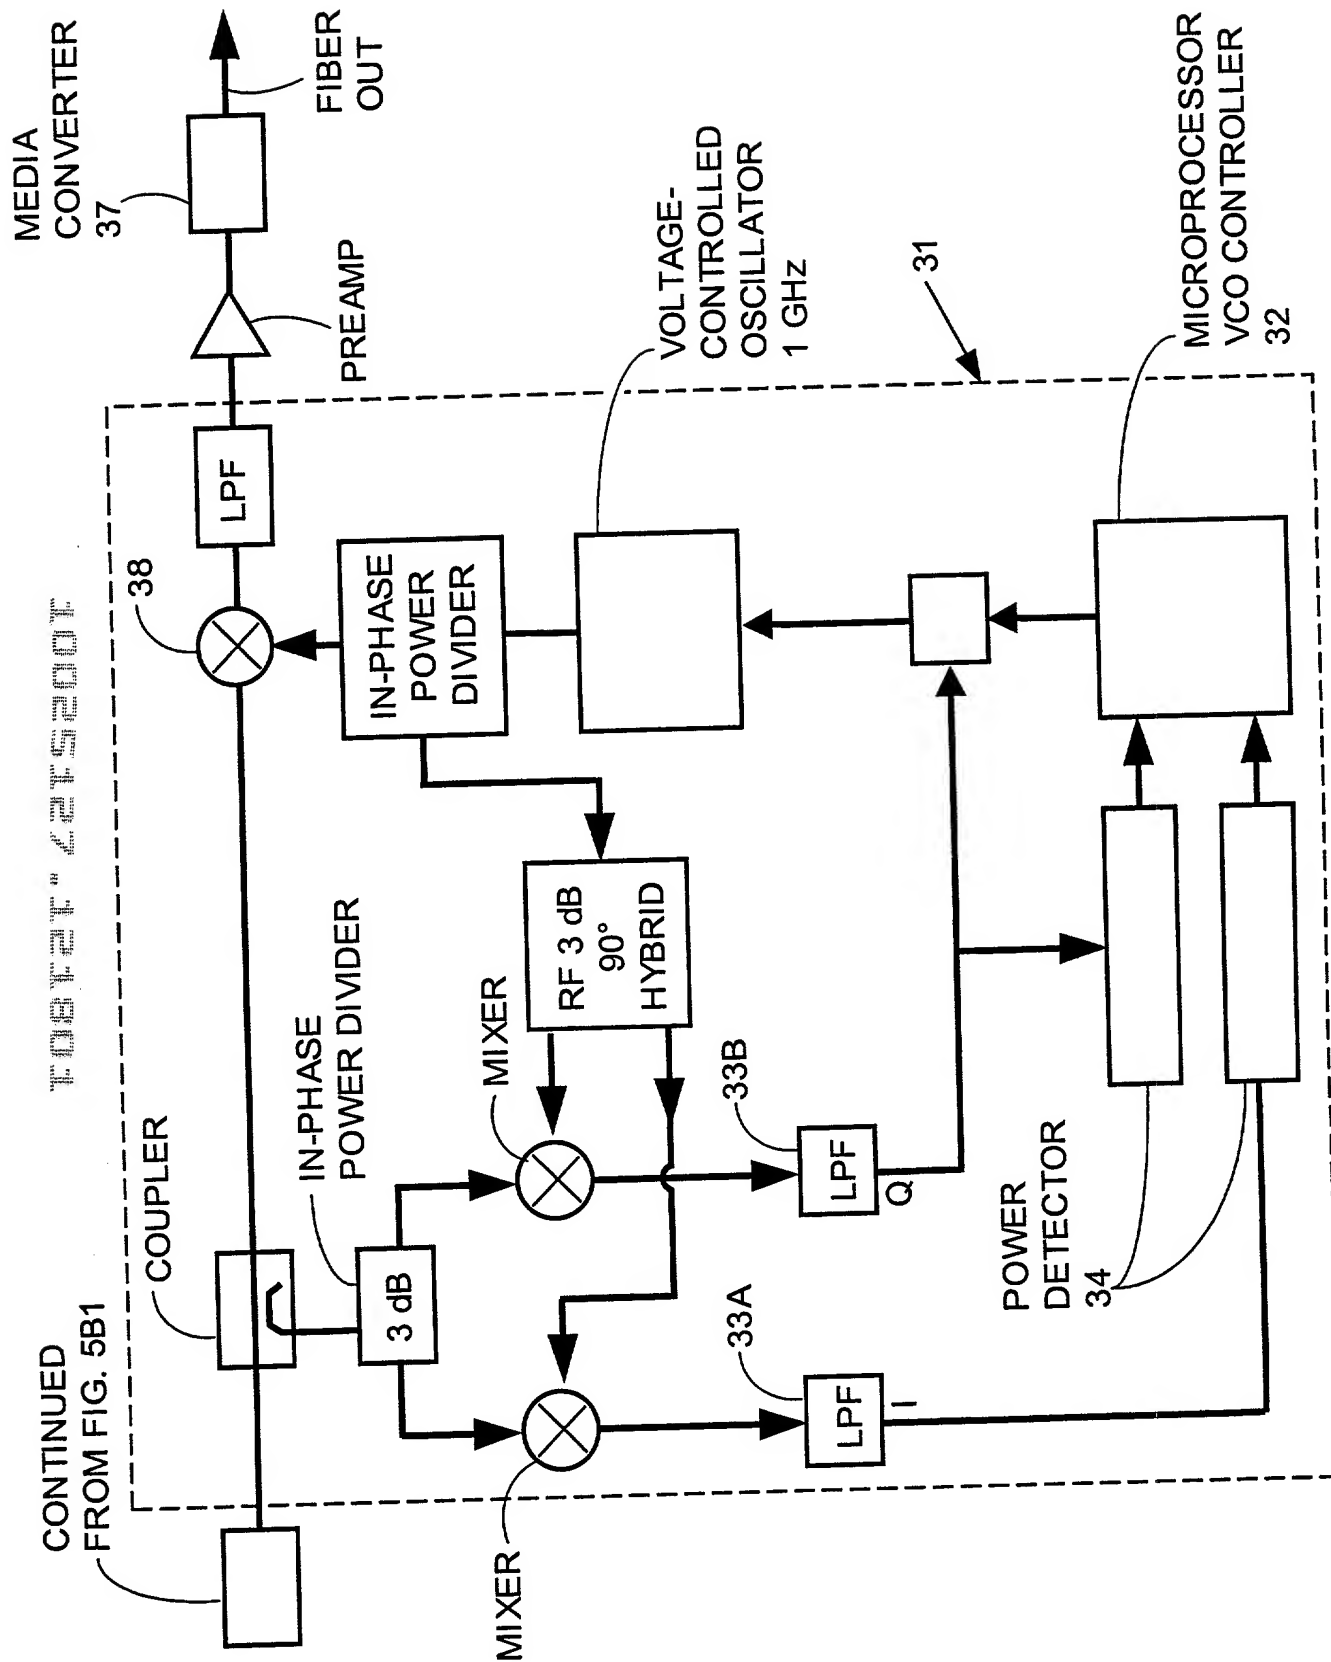 CONTINUED
FROM FIG. 5B1
COUPLER
38
LPF
PREAMP
MEDIA
CONVERTER
37
FIBER
OUT
IN-PHASE
POWER DIVIDER
3 dB
MIXER
MIXER
RF 3 dB
90°
HYBRID
IN-PHASE
POWER
DIVIDER
VOLTAGE-
CONTROLLED
OSCILLATOR
1 GHz
31
33A
LPF
I
33B
LPF
Q
POWER
DETECTOR
34
MICROPROCESSOR
VCO CONTROLLER
32